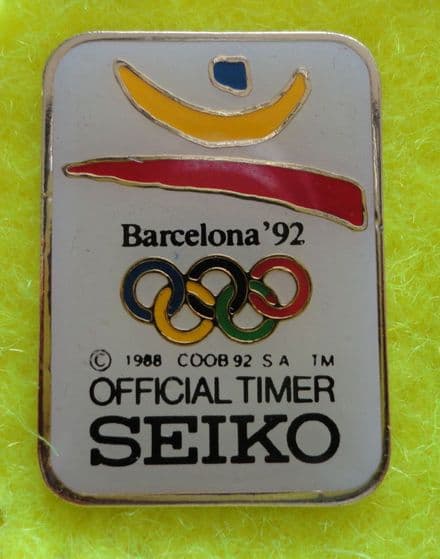 Barcelona '92
© 1988 COOB 92 S A TM
OFFICIAL TIMER
SEIKO